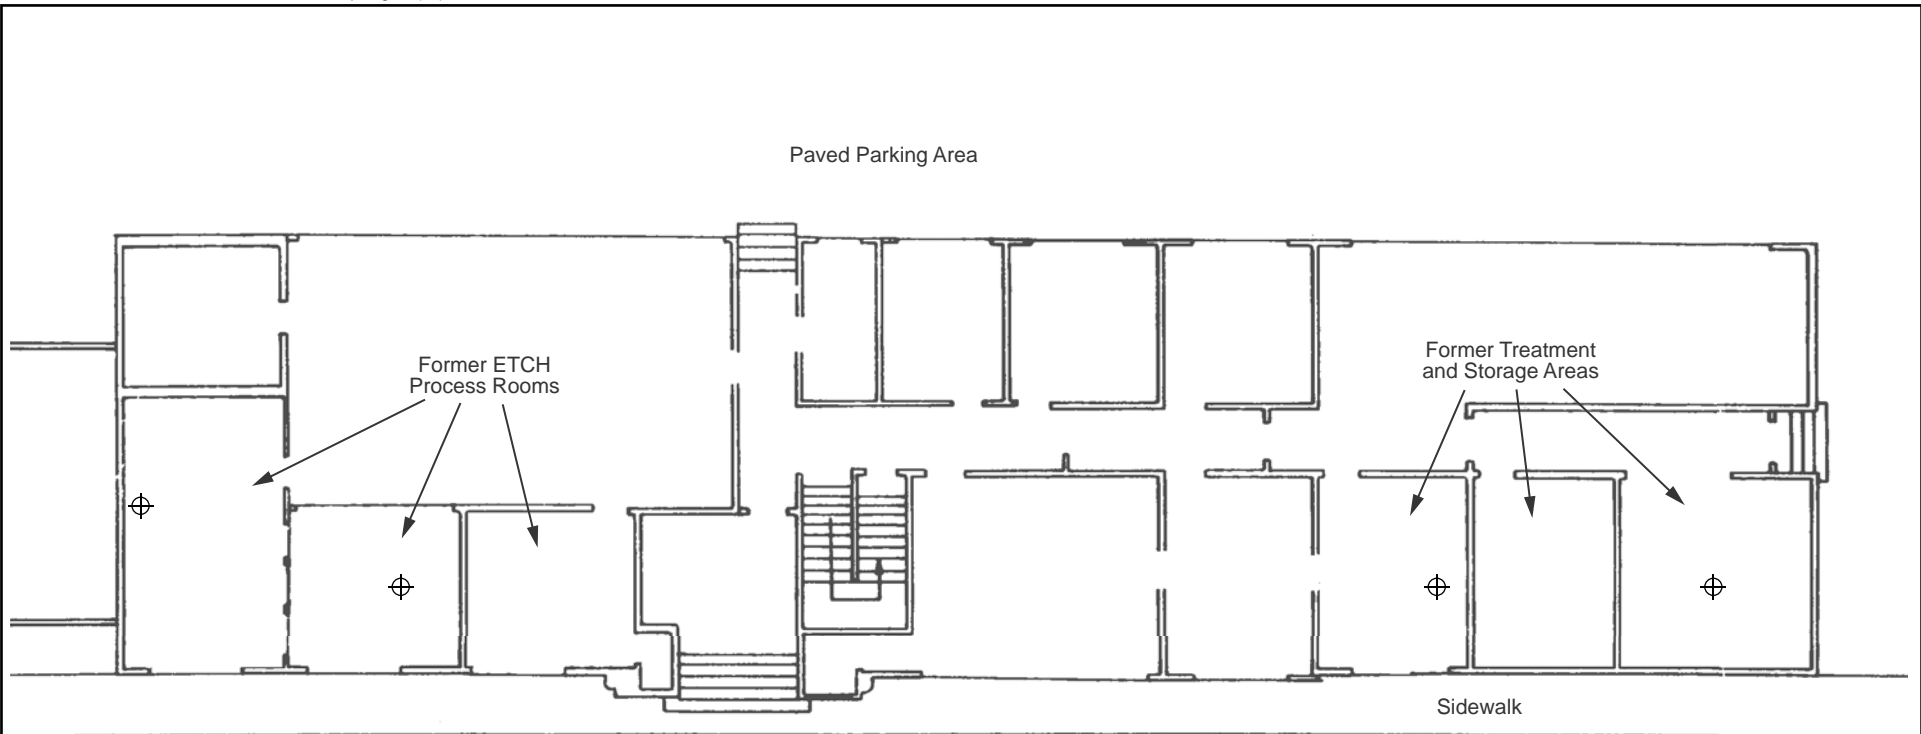 Paved Parking Area
Former ETCH
Process Rooms
Former Treatment
and Storage Areas
Sidewalk